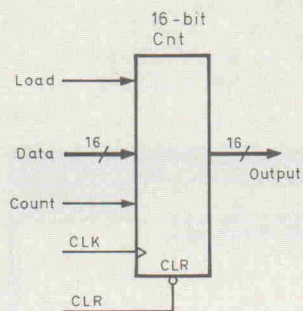 16-bit
Cnt
Load
16
16
Data
Output
Count
CLK
CLR
CLR